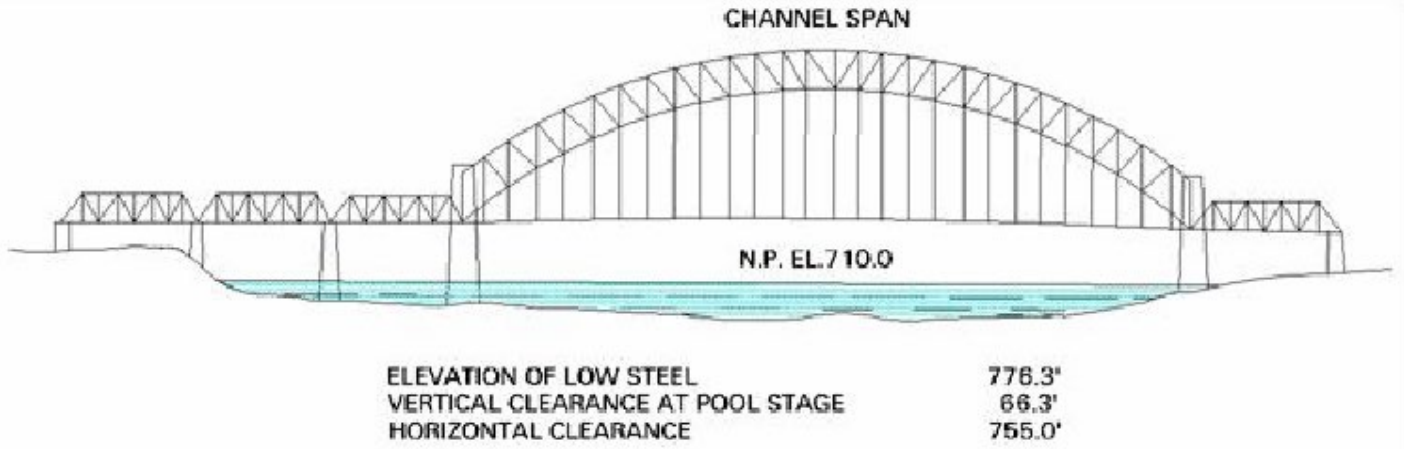 CHANNEL SPAN
N.P. EL.710.0
ELEVATION OF LOW STEEL 776.3'
VERTICAL CLEARANCE AT POOL STAGE 66.3'
HORIZONTAL CLEARANCE 755.0'